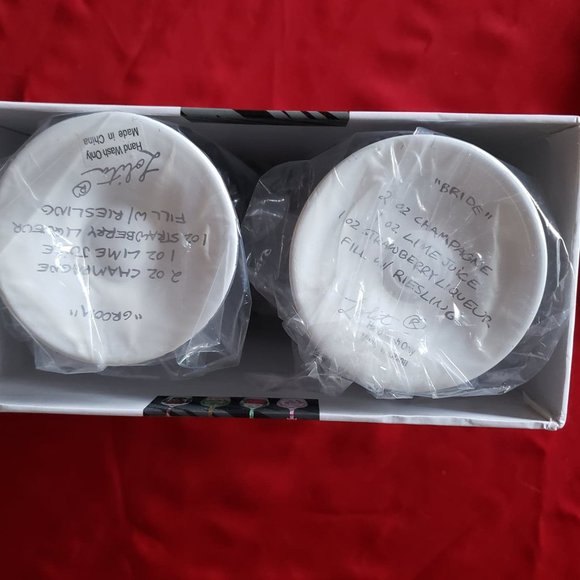 "GROOM"
2 OZ CHAMPAGNE
1 OZ LIME JUICE
1 OZ STRAWBERRY LIQUEUR
FILL W/ RIESLING
Lolita ®
Hand Wash Only
Made in China
"BRIDE"
2 OZ CHAMPAGNE
OZ LIME JUICE
1 OZ STRAWBERRY LIQUEUR
FILL W/ RIESLING
Lolita ®
Only